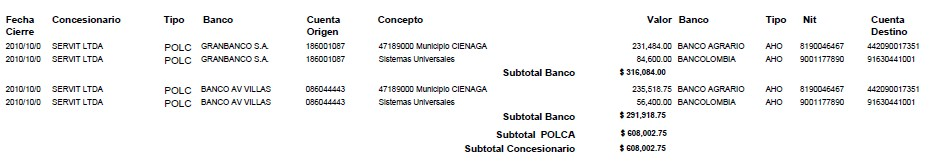 Fecha Cierre Concesionario Tipo Banco Cuenta Origen Concepto Valor Banco Tipo Nit Cuenta Destino
2010/10/0 SERVIT LTDA POLC GRANBANCO S.A. 186001087 47189000 Municipio CIENAGA 231,484.00 BANCO AGRARIO AHO 8190046467 442090017351
2010/10/0 SERVIT LTDA POLC GRANBANCO S.A. 186001087 Sistemas Universales 84,600.00 BANCOLOMBIA AHO 9001177890 91630441001
Subtotal Banco $ 316,084.00
2010/10/0 SERVIT LTDA POLC BANCO AV VILLAS 086044443 47189000 Municipio CIENAGA 235,518.75 BANCO AGRARIO AHO 8190046467 442090017351
2010/10/0 SERVIT LTDA POLC BANCO AV VILLAS 086044443 Sistemas Universales 56,400.00 BANCOLOMBIA AHO 9001177890 91630441001
Subtotal Banco $ 291,918.75
Subtotal POLCA $ 608,002.75
Subtotal Concesionario $ 608,002.75